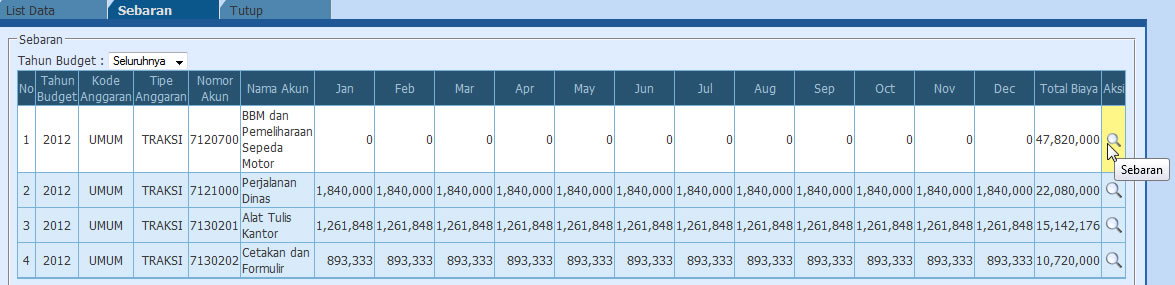 List Data Sebaran Tutup
Sebaran
Tahun Budget : Seluruhnya
No Tahun Budget Kode Anggaran Tipe Anggaran Nomor Akun Nama Akun Jan Feb Mar Apr May Jun Jul Aug Sep Oct Nov Dec Total Biaya Aksi
1 2012 UMUM TRAKSI 7120700 BBM dan Pemeliharaan Sepeda Motor 0 0 0 0 0 0 0 0 0 0 0 0 47,820,000
Sebaran
2 2012 UMUM TRAKSI 7121000 Perjalanan Dinas 1,840,000 1,840,000 1,840,000 1,840,000 1,840,000 1,840,000 1,840,000 1,840,000 1,840,000 1,840,000 1,840,000 1,840,000 22,080,000
3 2012 UMUM TRAKSI 7130201 Alat Tulis Kantor 1,261,848 1,261,848 1,261,848 1,261,848 1,261,848 1,261,848 1,261,848 1,261,848 1,261,848 1,261,848 1,261,848 1,261,848 15,142,176
4 2012 UMUM TRAKSI 7130202 Cetakan dan Formulir 893,333 893,333 893,333 893,333 893,333 893,333 893,333 893,333 893,333 893,333 893,333 893,333 10,720,000